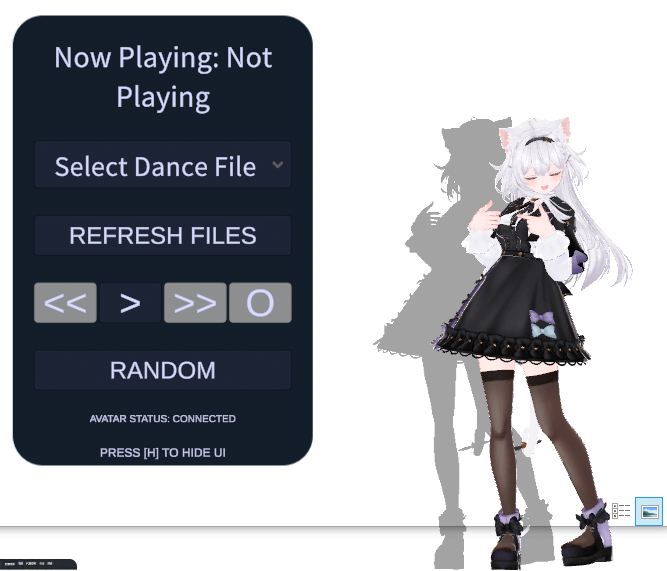 Now Playing: Not
Playing
Select Dance File
REFRESH FILES
<< > >> O
RANDOM
AVATAR STATUS: CONNECTED
PRESS [H] TO HIDE UI